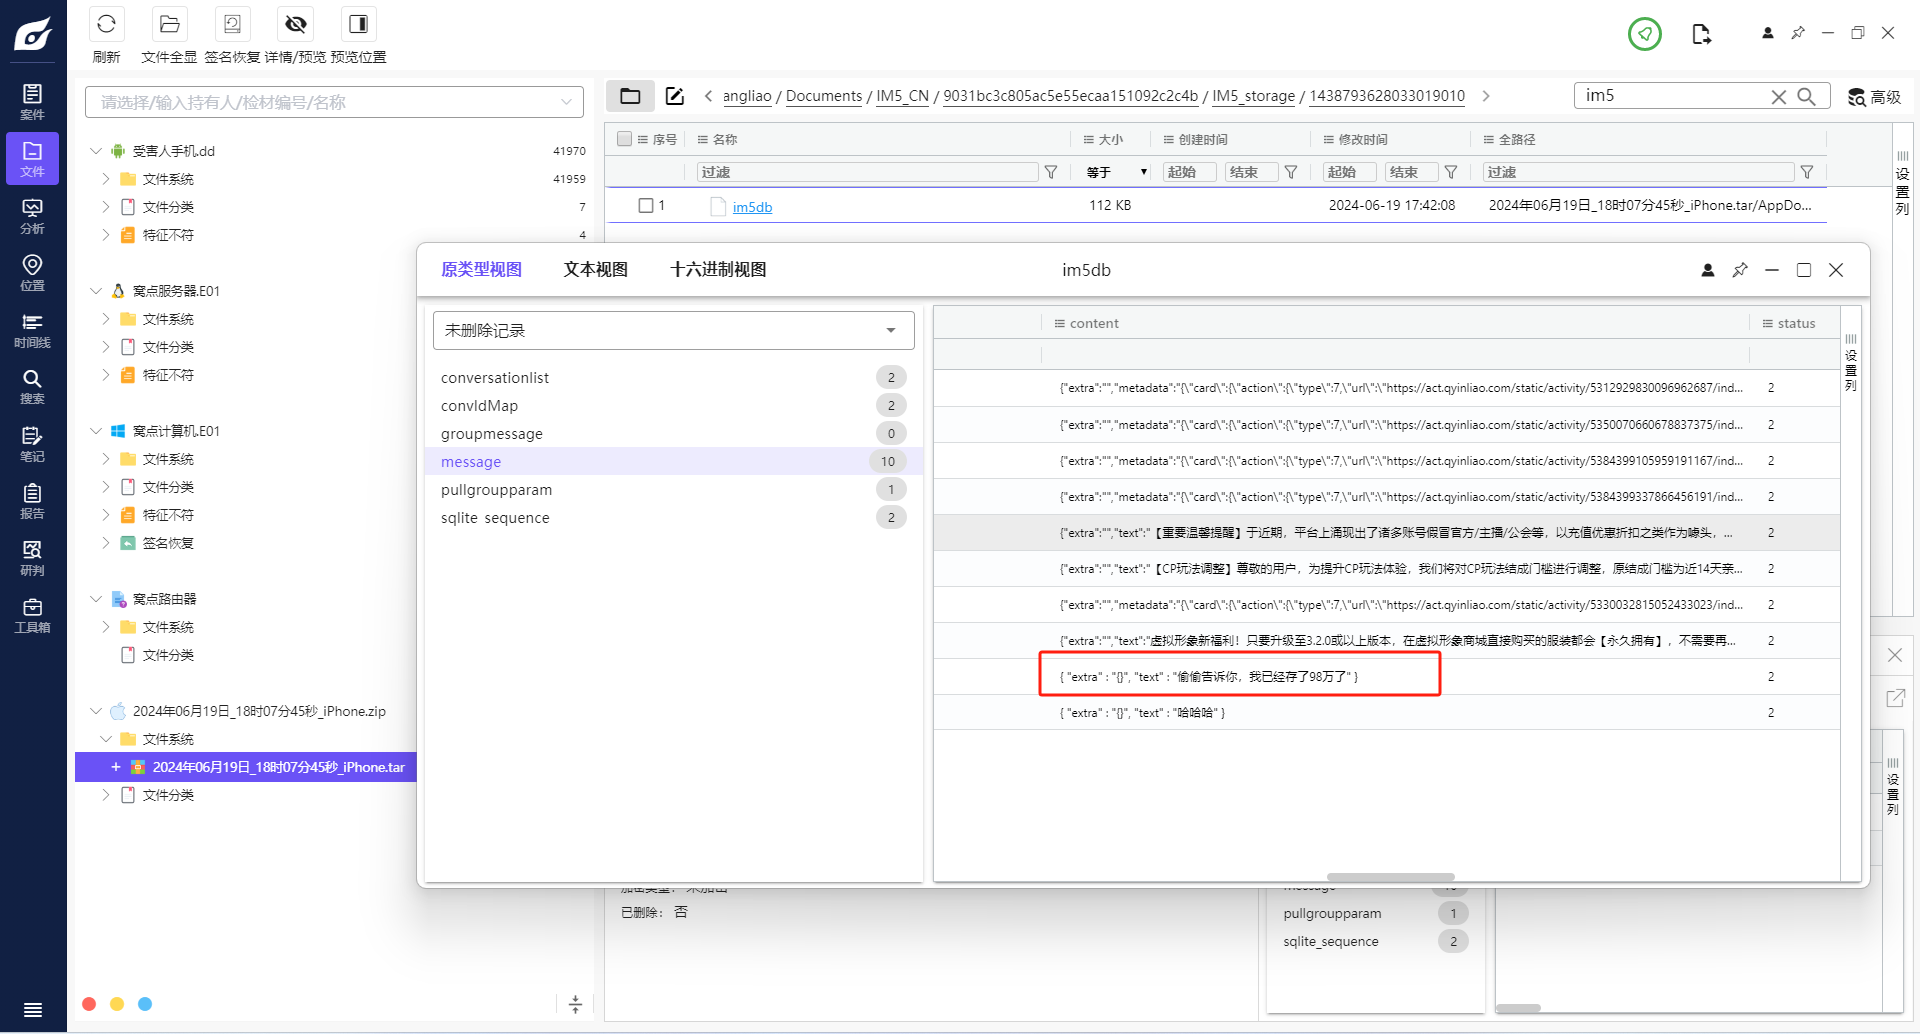 刷新
文件全显
签名恢复
详情/预览
预览位置
案件
文件
分析
位置
时间线
搜索
笔记
报告
研判
工具箱
请选择/输入持有人/检材编号/名称
受害人手机.dd 41970
文件系统 41959
文件分类 7
特征不符 4
窝点服务器.E01
文件系统
文件分类
特征不符
窝点计算机.E01
文件系统
文件分类
特征不符
签名恢复
窝点路由器
文件系统
文件分类
2024年06月19日_18时07分45秒_iPhone.zip
文件系统
2024年06月19日_18时07分45秒_iPhone.tar
文件分类
angliao / Documents / IM5_CN / 9031bc3c805ac5e55ecaa151092c2c4b / IM5_storage / 1438793628033019010
im5
高级
序号 名称 大小 创建时间 修改时间 全路径
过滤 等于 起始 结束 起始 结束 过滤
1 im5db 112 KB 2024-06-19 17:42:08 2024年06月19日_18时07分45秒_iPhone.tar/AppDo...
设置列
原类型视图 文本视图 十六进制视图 im5db
未删除记录
conversationlist 2
convIdMap 2
groupmessage 0
message 10
pullgroupparam 1
sqlite sequence 2
content status
{"extra":"","metadata":"{\"card\":{\"action\":{\"type\":7,\"url\":\"https://act.qyinliao.com/static/activity/5312929830096962687/ind... 2
{"extra":"","metadata":"{\"card\":{\"action\":{\"type\":7,\"url\":\"https://act.qyinliao.com/static/activity/5350070660678837375/ind... 2
{"extra":"","metadata":"{\"card\":{\"action\":{\"type\":7,\"url\":\"https://act.qyinliao.com/static/activity/5384399105959191167/ind... 2
{"extra":"","metadata":"{\"card\":{\"action\":{\"type\":7,\"url\":\"https://act.qyinliao.com/static/activity/5384399337866456191/ind... 2
{"extra":"","text":"【重要温馨提醒】于近期，平台上涌现出了诸多账号假冒官方/主播/公会等，以充值优惠折扣之类作为噱头，... 2
{"extra":"","text":"【CP玩法调整】尊敬的用户，为提升CP玩法体验，我们将对CP玩法结成门槛进行调整，原结成门槛为近14天亲... 2
{"extra":"","metadata":"{\"card\":{\"action\":{\"type\":7,\"url\":\"https://act.qyinliao.com/static/activity/5330032815052433023/ind... 2
{"extra":"","text":"虚拟形象新福利！只要升级至3.2.0或以上版本，在虚拟形象商城直接购买的服装都会【永久拥有】，不需要再... 2
{ "extra" : "{}", "text" : "偷偷告诉你，我已经存了98万了" } 2
{ "extra" : "{}", "text" : "哈哈哈" } 2
设置列
设置列
已删除： 否
pullgroupparam 1
sqlite_sequence 2